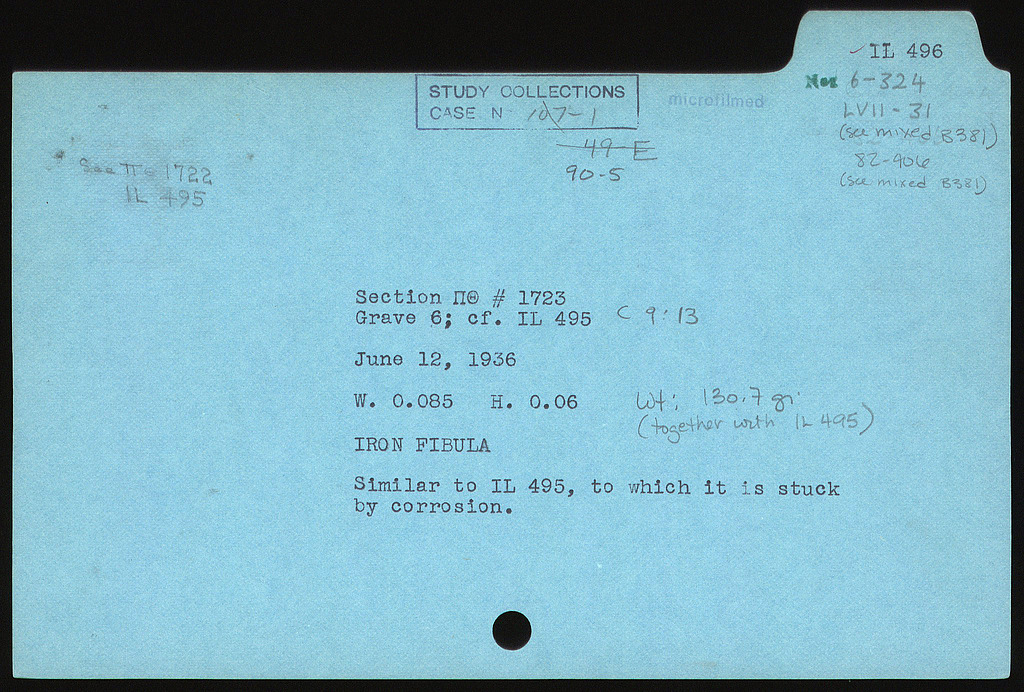 IL 496
Neg 6-324
LVII-31
(see mixed B381)
82-906
(see mixed B381)
STUDY COLLECTIONS
CASE N 107-1
microfilmed
49 E
90-5
See ΠΘ 1722
IL 495
Section ΠΘ # 1723
Grave 6; cf. IL 495 C 9:13
June 12, 1936
W. 0.085 H. 0.06 Wt: 130.7 gr.
(together with IL 495)
IRON FIBULA
Similar to IL 495, to which it is stuck
by corrosion.